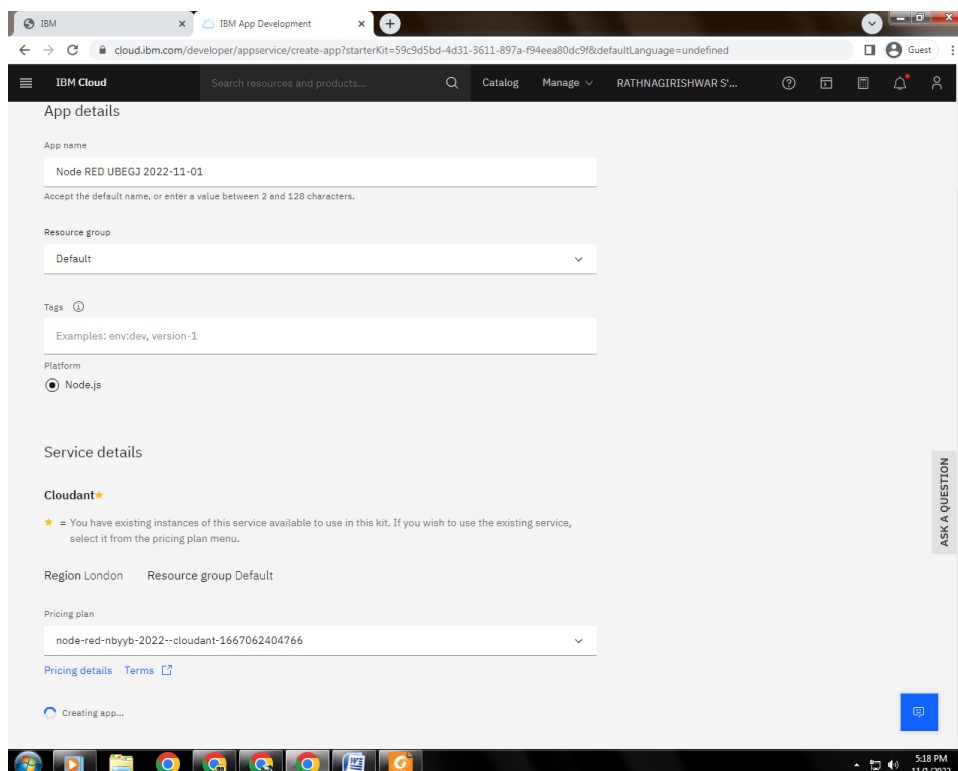 IBM
IBM App Development
cloud.ibm.com/developer/appservice/create-app?starterKit=59c9d5bd-4d31-3611-897a-f94eea80dc9f&defaultLanguage=undefined
Guest
IBM Cloud
Search resources and products...
Catalog
Manage
RATHNAGIRISHWAR S'...
App details
App name
Node RED UBEGJ 2022-11-01
Accept the default name, or enter a value between 2 and 128 characters.
Resource group
Default
Tags
Examples: env:dev, version-1
Platform
Node.js
Service details
Cloudant★
★ = You have existing instances of this service available to use in this kit. If you wish to use the existing service,
select it from the pricing plan menu.
Region London Resource group Default
Pricing plan
node-red-nbyyb-2022--cloudant-1667062404766
Pricing details Terms
Creating app...
ASK A QUESTION
5:18 PM
11/1/2022